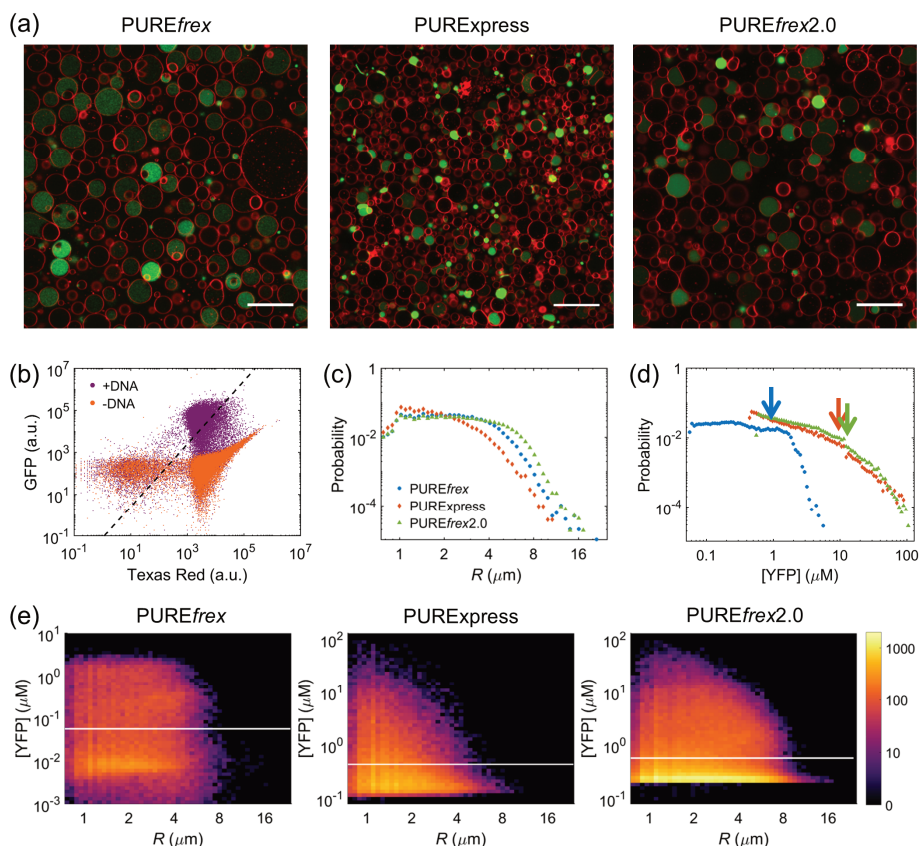 (a) PUREfrex PURExpress PUREfrex2.0
(b) (c) (d)
10^7
10^5
10^3
10^1
10^-1
GFP (a.u.)
+DNA
-DNA
10^-1 10^1 10^3 10^5 10^7
Texas Red (a.u.)
1
10^-2
10^-4
Probability
PUREfrex
PURExpress
PUREfrex2.0
1 2 4 8 16
R (μm)
1
10^-2
10^-4
Probability
0.1 1 10 100
[YFP] (μM)
(e) PUREfrex PURExpress PUREfrex2.0
10^1
10^0
10^-1
10^-2
10^-3
[YFP] (μM)
1 2 4 8 16
R (μm)
10^2
10^1
10^0
10^-1
[YFP] (μM)
1 2 4 8 16
R (μm)
10^2
10^1
10^0
10^-1
[YFP] (μM)
1 2 4 8 16
R (μm)
1000
100
10
0